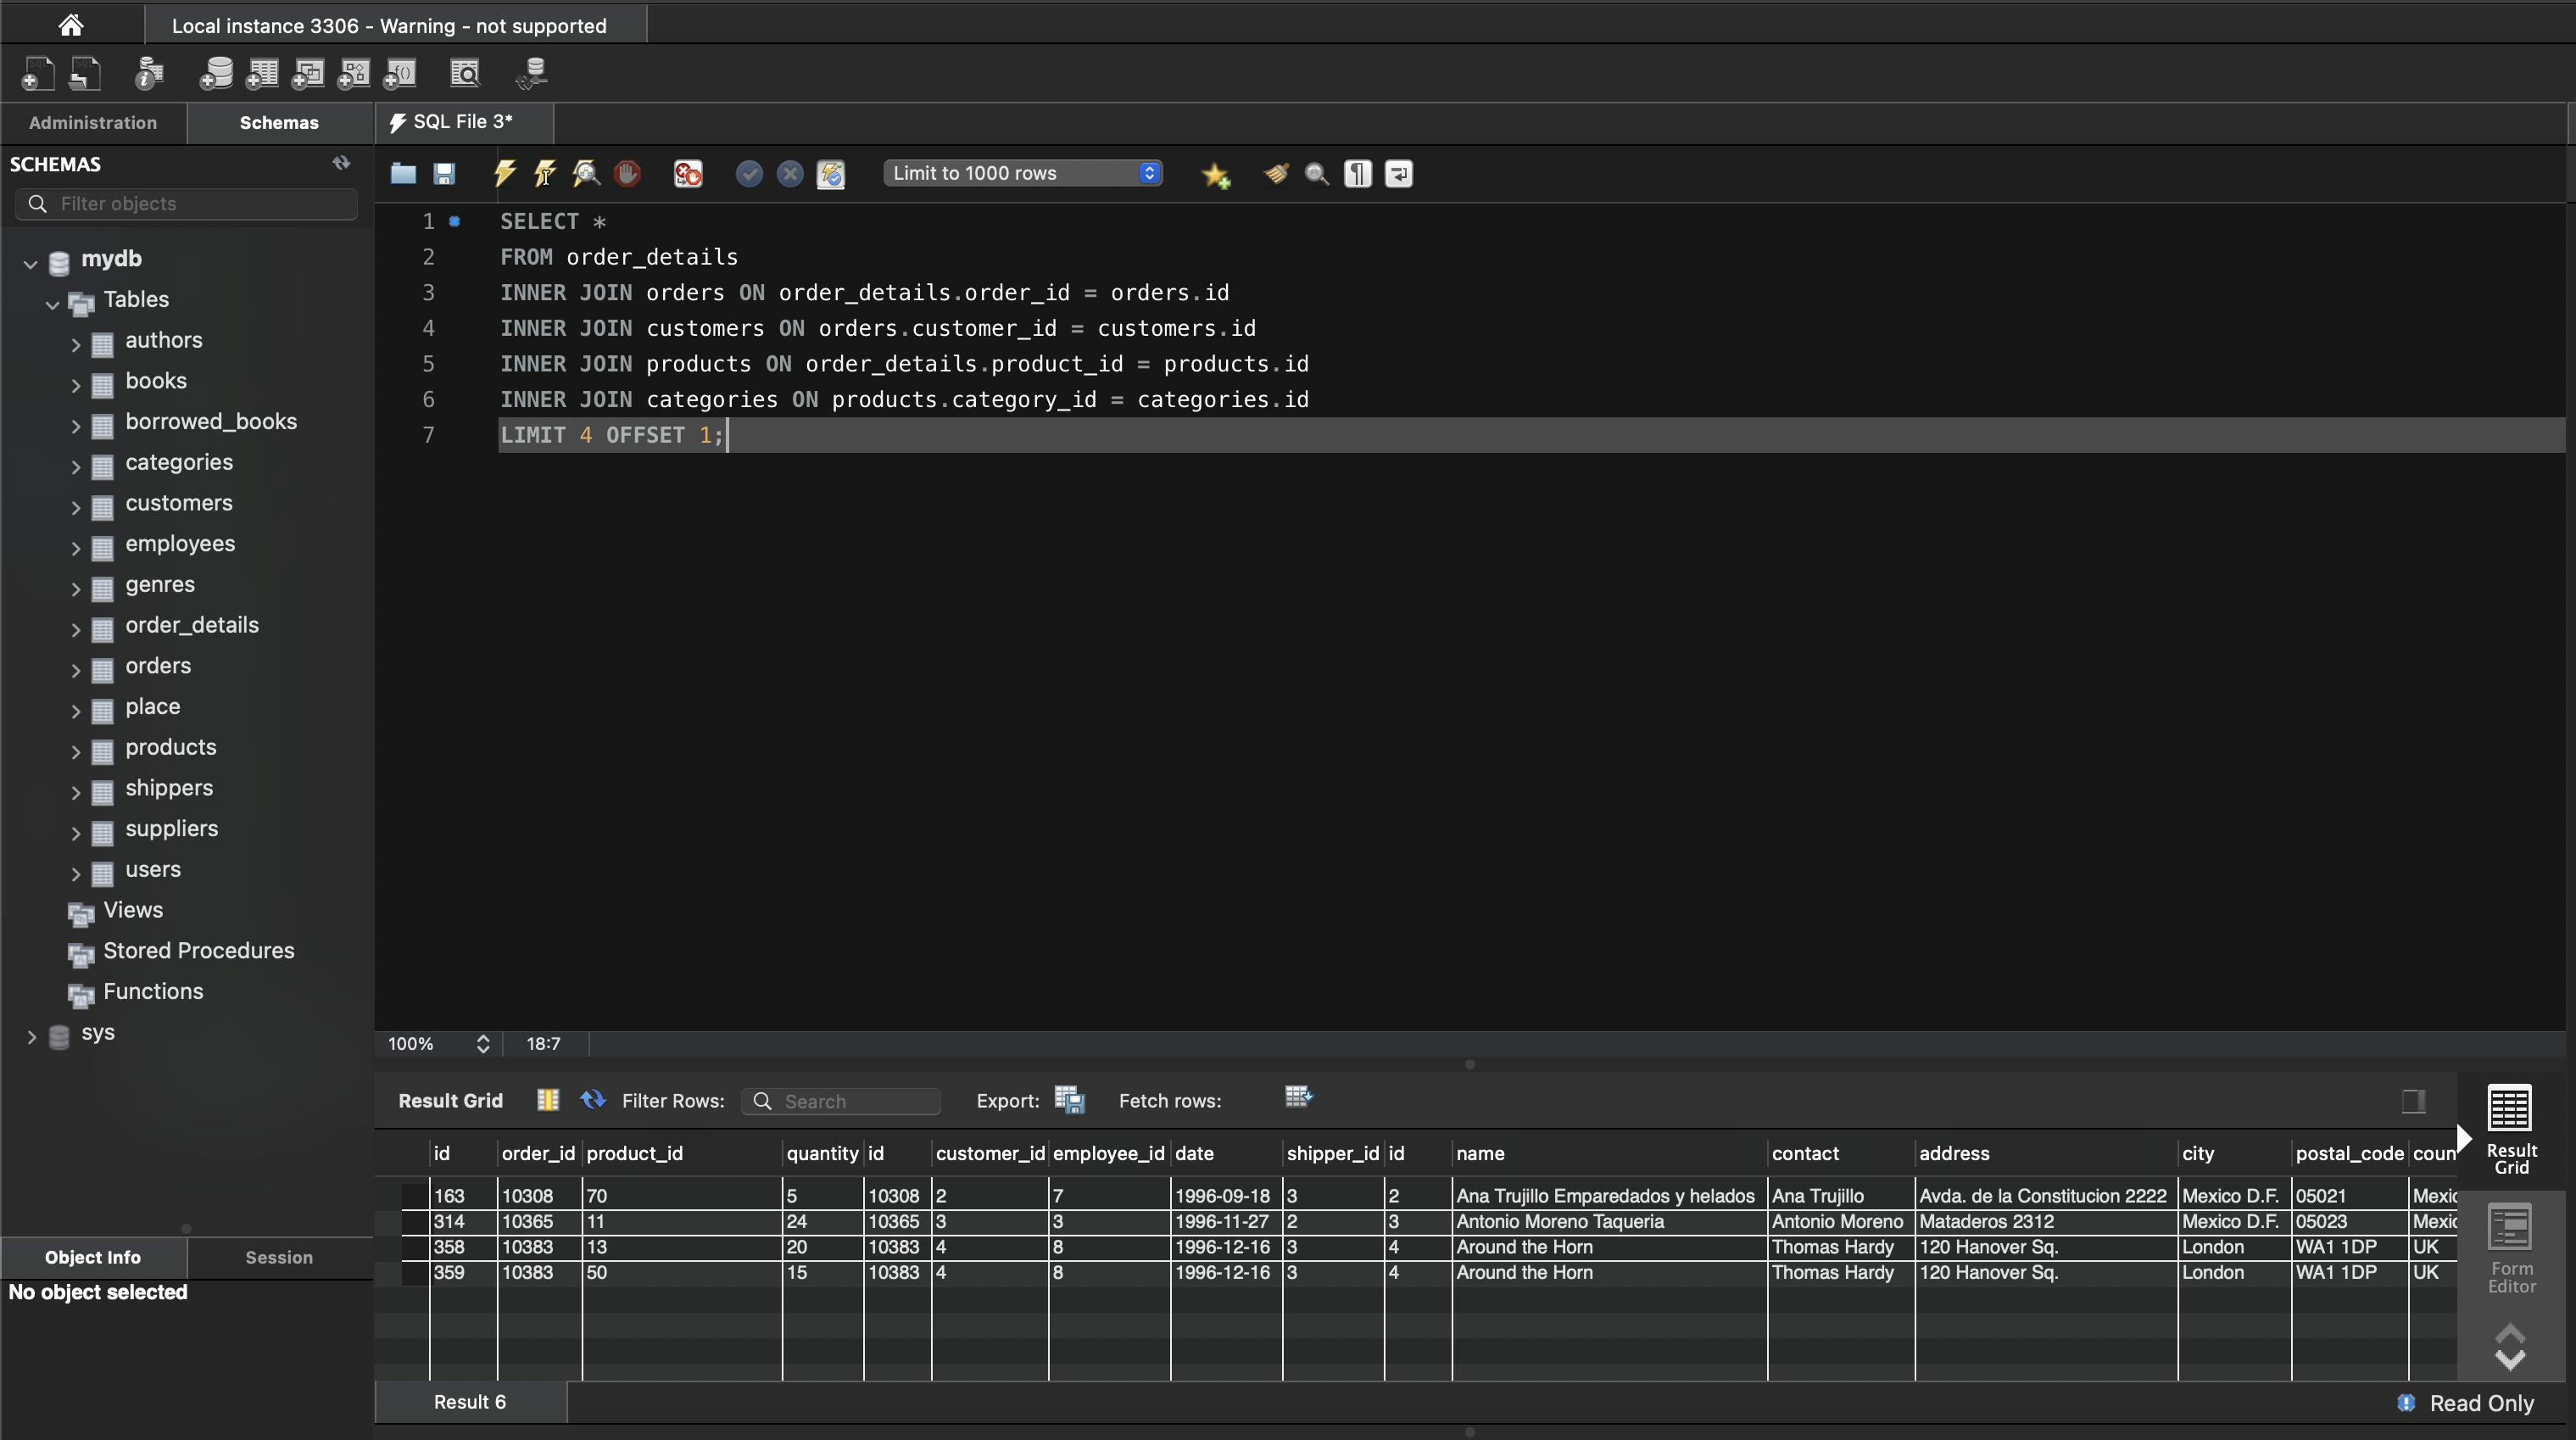 Local instance 3306 - Warning - not supported
Administration
Schemas
SQL File 3*
SCHEMAS
Filter objects
Limit to 1000 rows
mydb
Tables
authors
books
borrowed_books
categories
customers
employees
genres
order_details
orders
place
products
shippers
suppliers
users
Views
Stored Procedures
Functions
sys
Object Info
Session
No object selected
1 SELECT *
2 FROM order_details
3 INNER JOIN orders ON order_details.order_id = orders.id
4 INNER JOIN customers ON orders.customer_id = customers.id
5 INNER JOIN products ON order_details.product_id = products.id
6 INNER JOIN categories ON products.category_id = categories.id
7 LIMIT 4 OFFSET 1;
100% 18:7
Result Grid Filter Rows: Search Export: Fetch rows:
id order_id product_id quantity id customer_id employee_id date shipper_id id name contact address city postal_code coun
163 10308 70 5 10308 2 7 1996-09-18 3 2 Ana Trujillo Emparedados y helados Ana Trujillo Avda. de la Constitucion 2222 Mexico D.F. 05021 Mexic
314 10365 11 24 10365 3 3 1996-11-27 2 3 Antonio Moreno Taqueria Antonio Moreno Mataderos 2312 Mexico D.F. 05023 Mexic
358 10383 13 20 10383 4 8 1996-12-16 3 4 Around the Horn Thomas Hardy 120 Hanover Sq. London WA1 1DP UK
359 10383 50 15 10383 4 8 1996-12-16 3 4 Around the Horn Thomas Hardy 120 Hanover Sq. London WA1 1DP UK
Result
Grid
Form
Editor
Result 6
Read Only